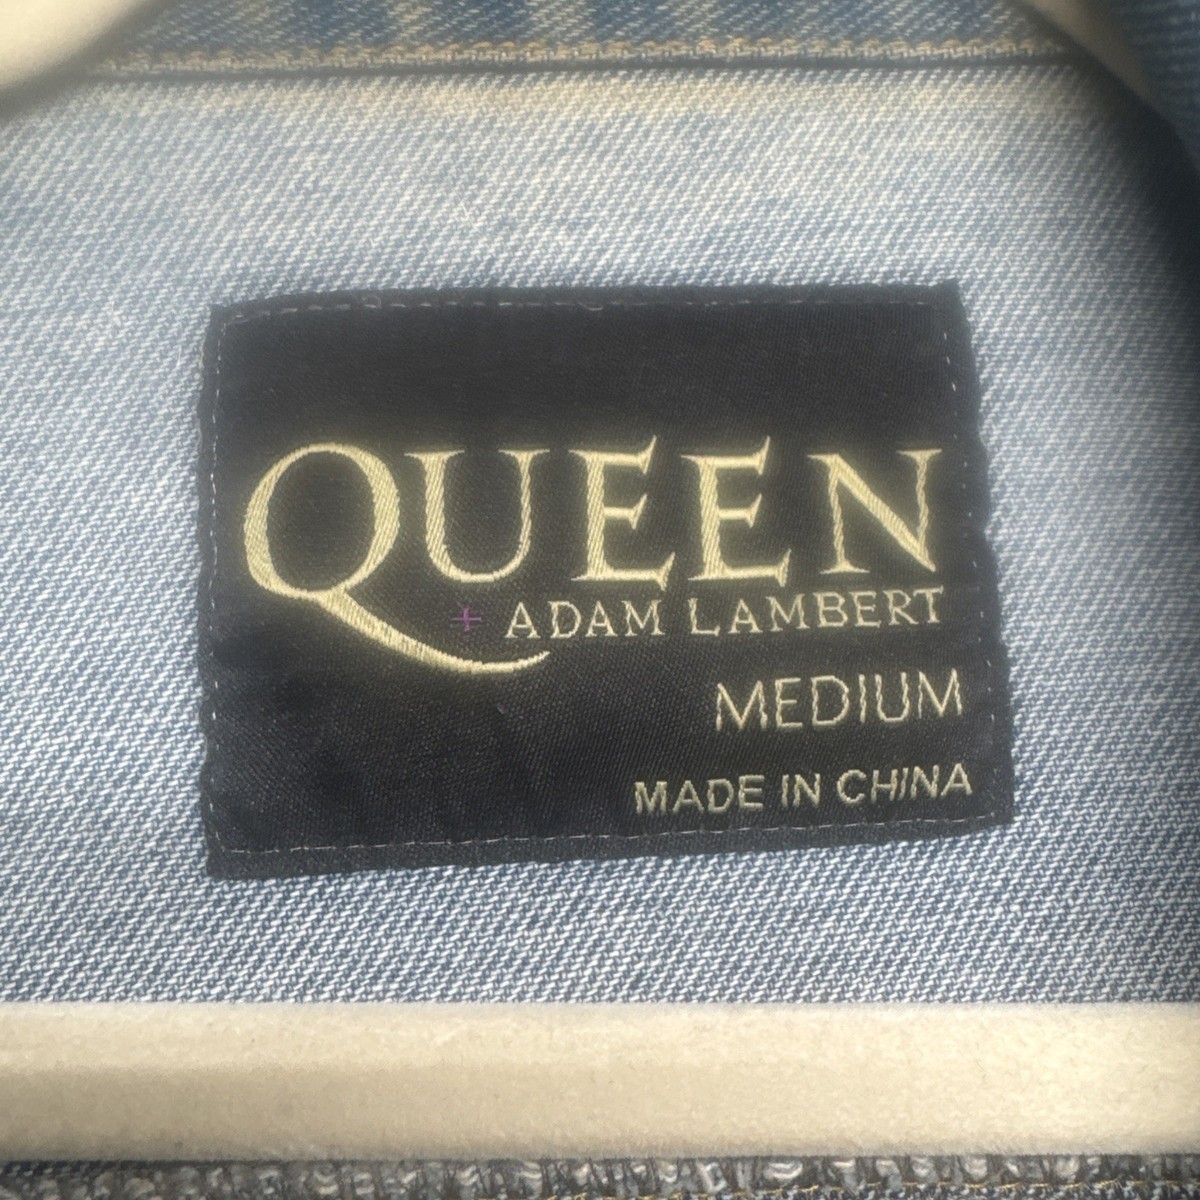 QUEEN
+ ADAM LAMBERT
MEDIUM
MADE IN CHINA